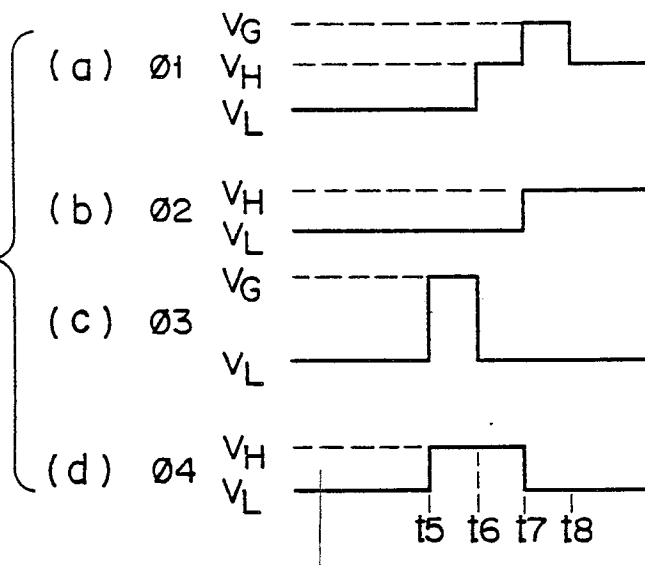 VG
(a) Ø1 VH
VL
(b) Ø2 VH
VL
VG
(c) Ø3
VL
(d) Ø4 VH
VL
t5 t6 t7 t8